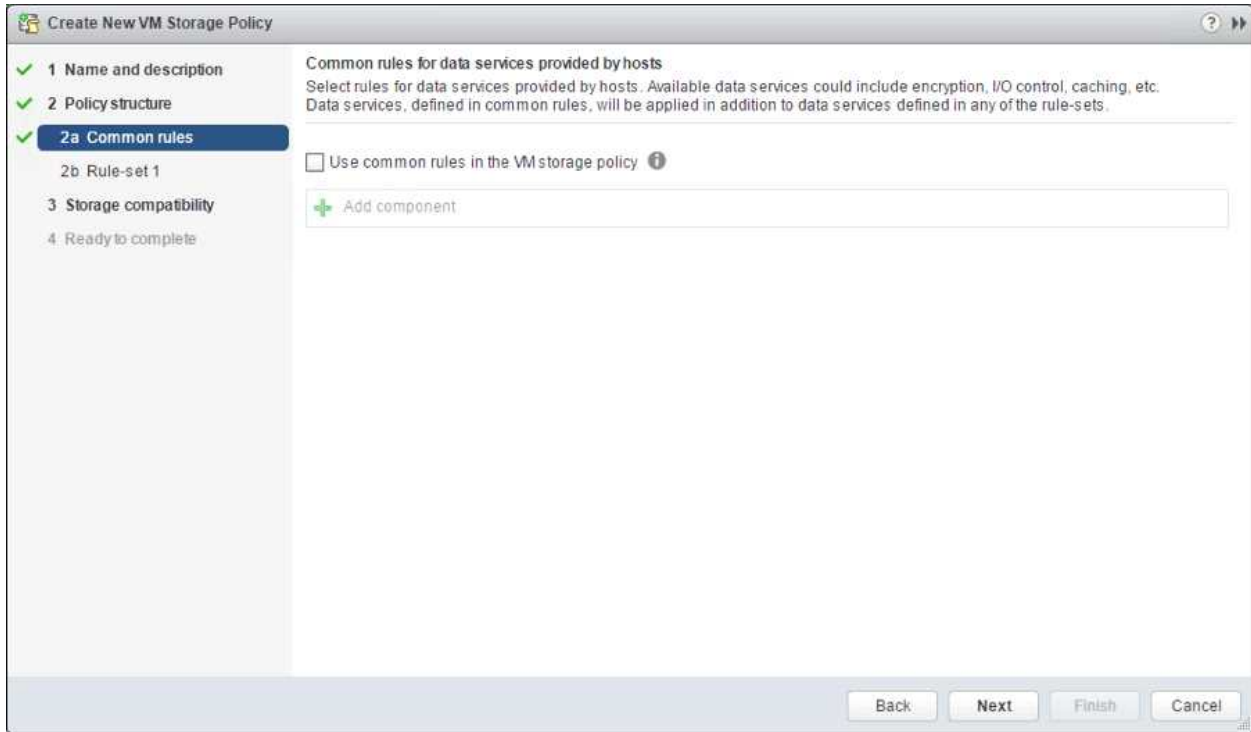 Create New VM Storage Policy
1 Name and description
2 Policy structure
2a Common rules
2b Rule-set 1
3 Storage compatibility
4 Ready to complete
Common rules for data services provided by hosts
Select rules for data services provided by hosts. Available data services could include encryption, I/O control, caching, etc.
Data services, defined in common rules, will be applied in addition to data services defined in any of the rule-sets.
Use common rules in the VM storage policy
Add component
Back Next Finish Cancel